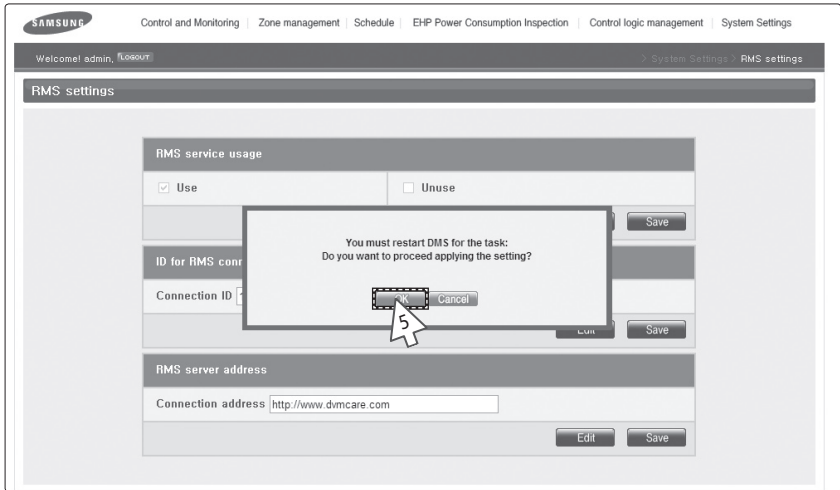 SAMSUNG
Control and Monitoring | Zone management | Schedule | EHP Power Consumption Inspection | Control logic management | System Settings
Welcome! admin, LOGOUT
> System Settings > RMS settings
RMS settings
RMS service usage
Use
Unuse
Save
You must restart DMS for the task:
Do you want to proceed applying the setting?
OK Cancel
5
ID for RMS conn
Connection ID
Edit Save
RMS server address
Connection address http://www.dvmcare.com
Edit Save